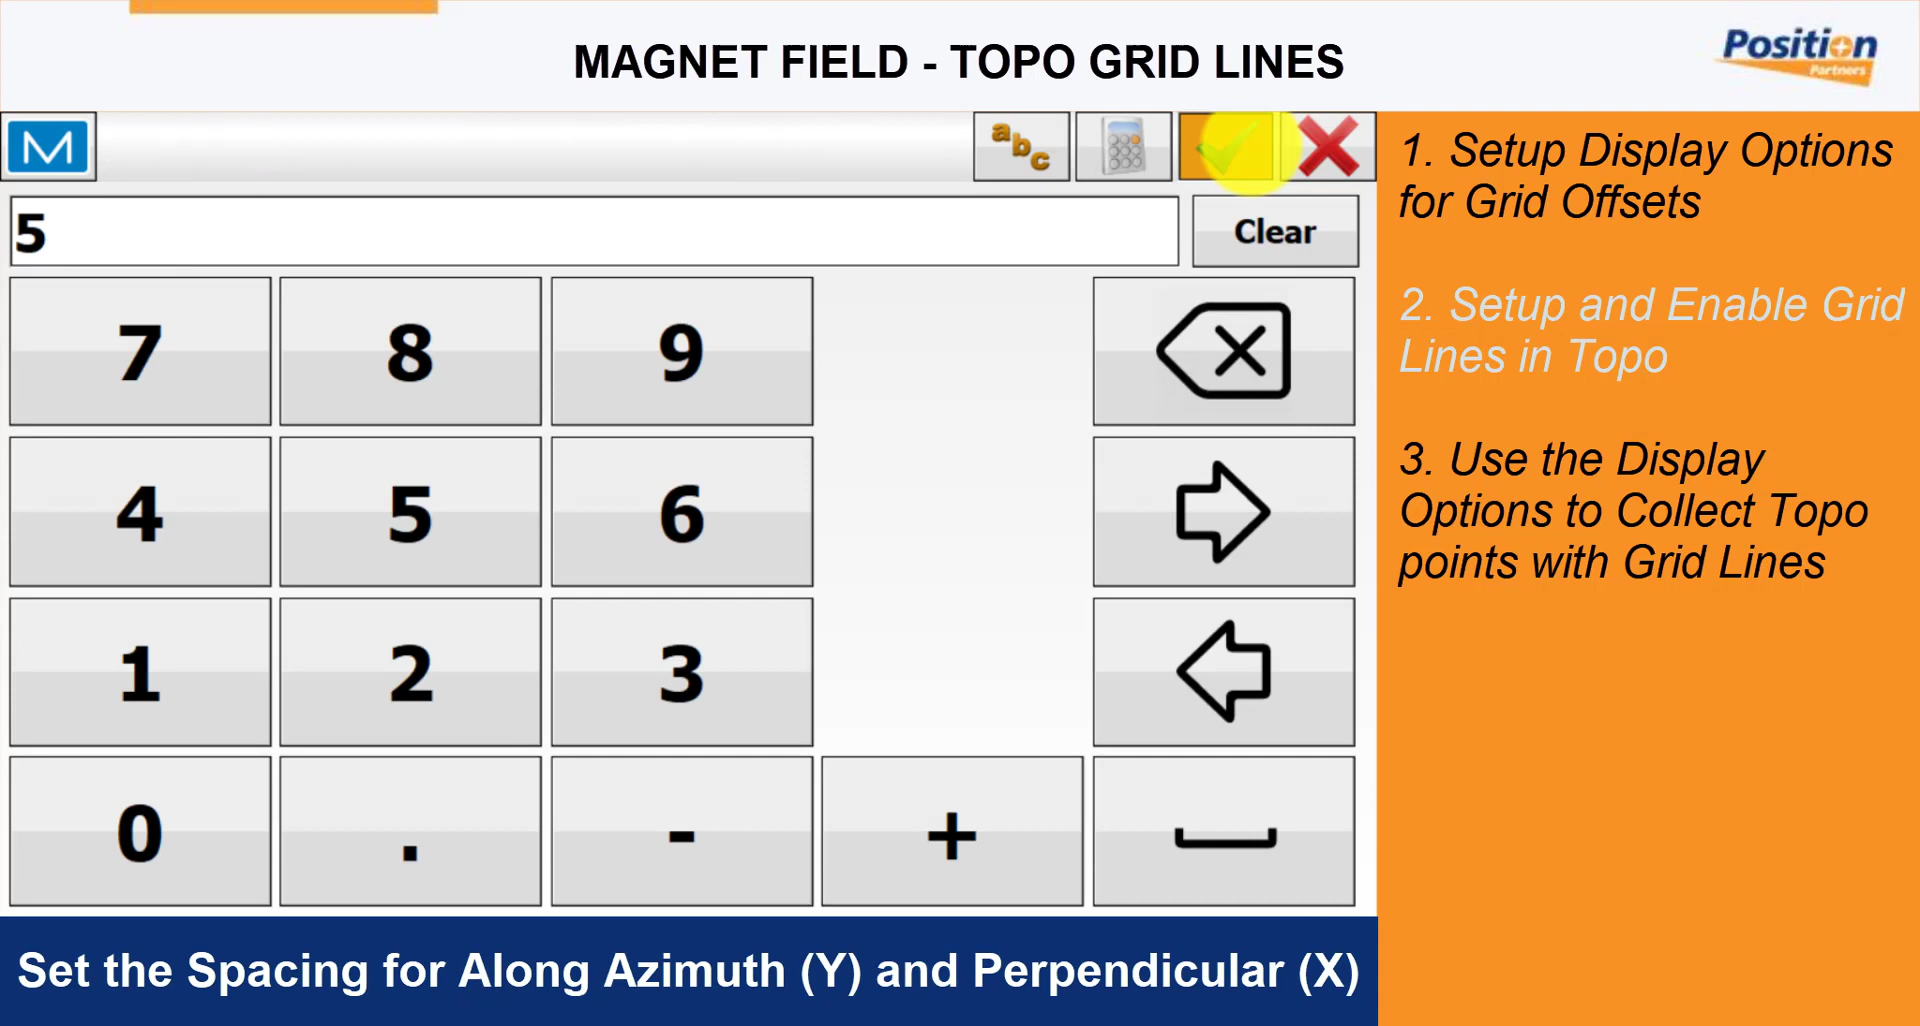 MAGNET FIELD - TOPO GRID LINES
Position
Partners
M
abc
5
Clear
7 8 9
4 5 6
1 2 3
0 . - +
1. Setup Display Options
for Grid Offsets
2. Setup and Enable Grid
Lines in Topo
3. Use the Display
Options to Collect Topo
points with Grid Lines
Set the Spacing for Along Azimuth (Y) and Perpendicular (X)